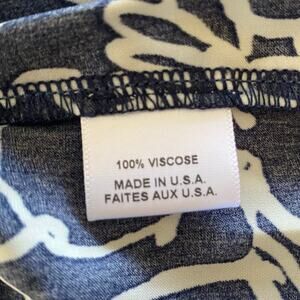 100% VISCOSE
MADE IN U.S.A.
FAITES AUX U.S.A.